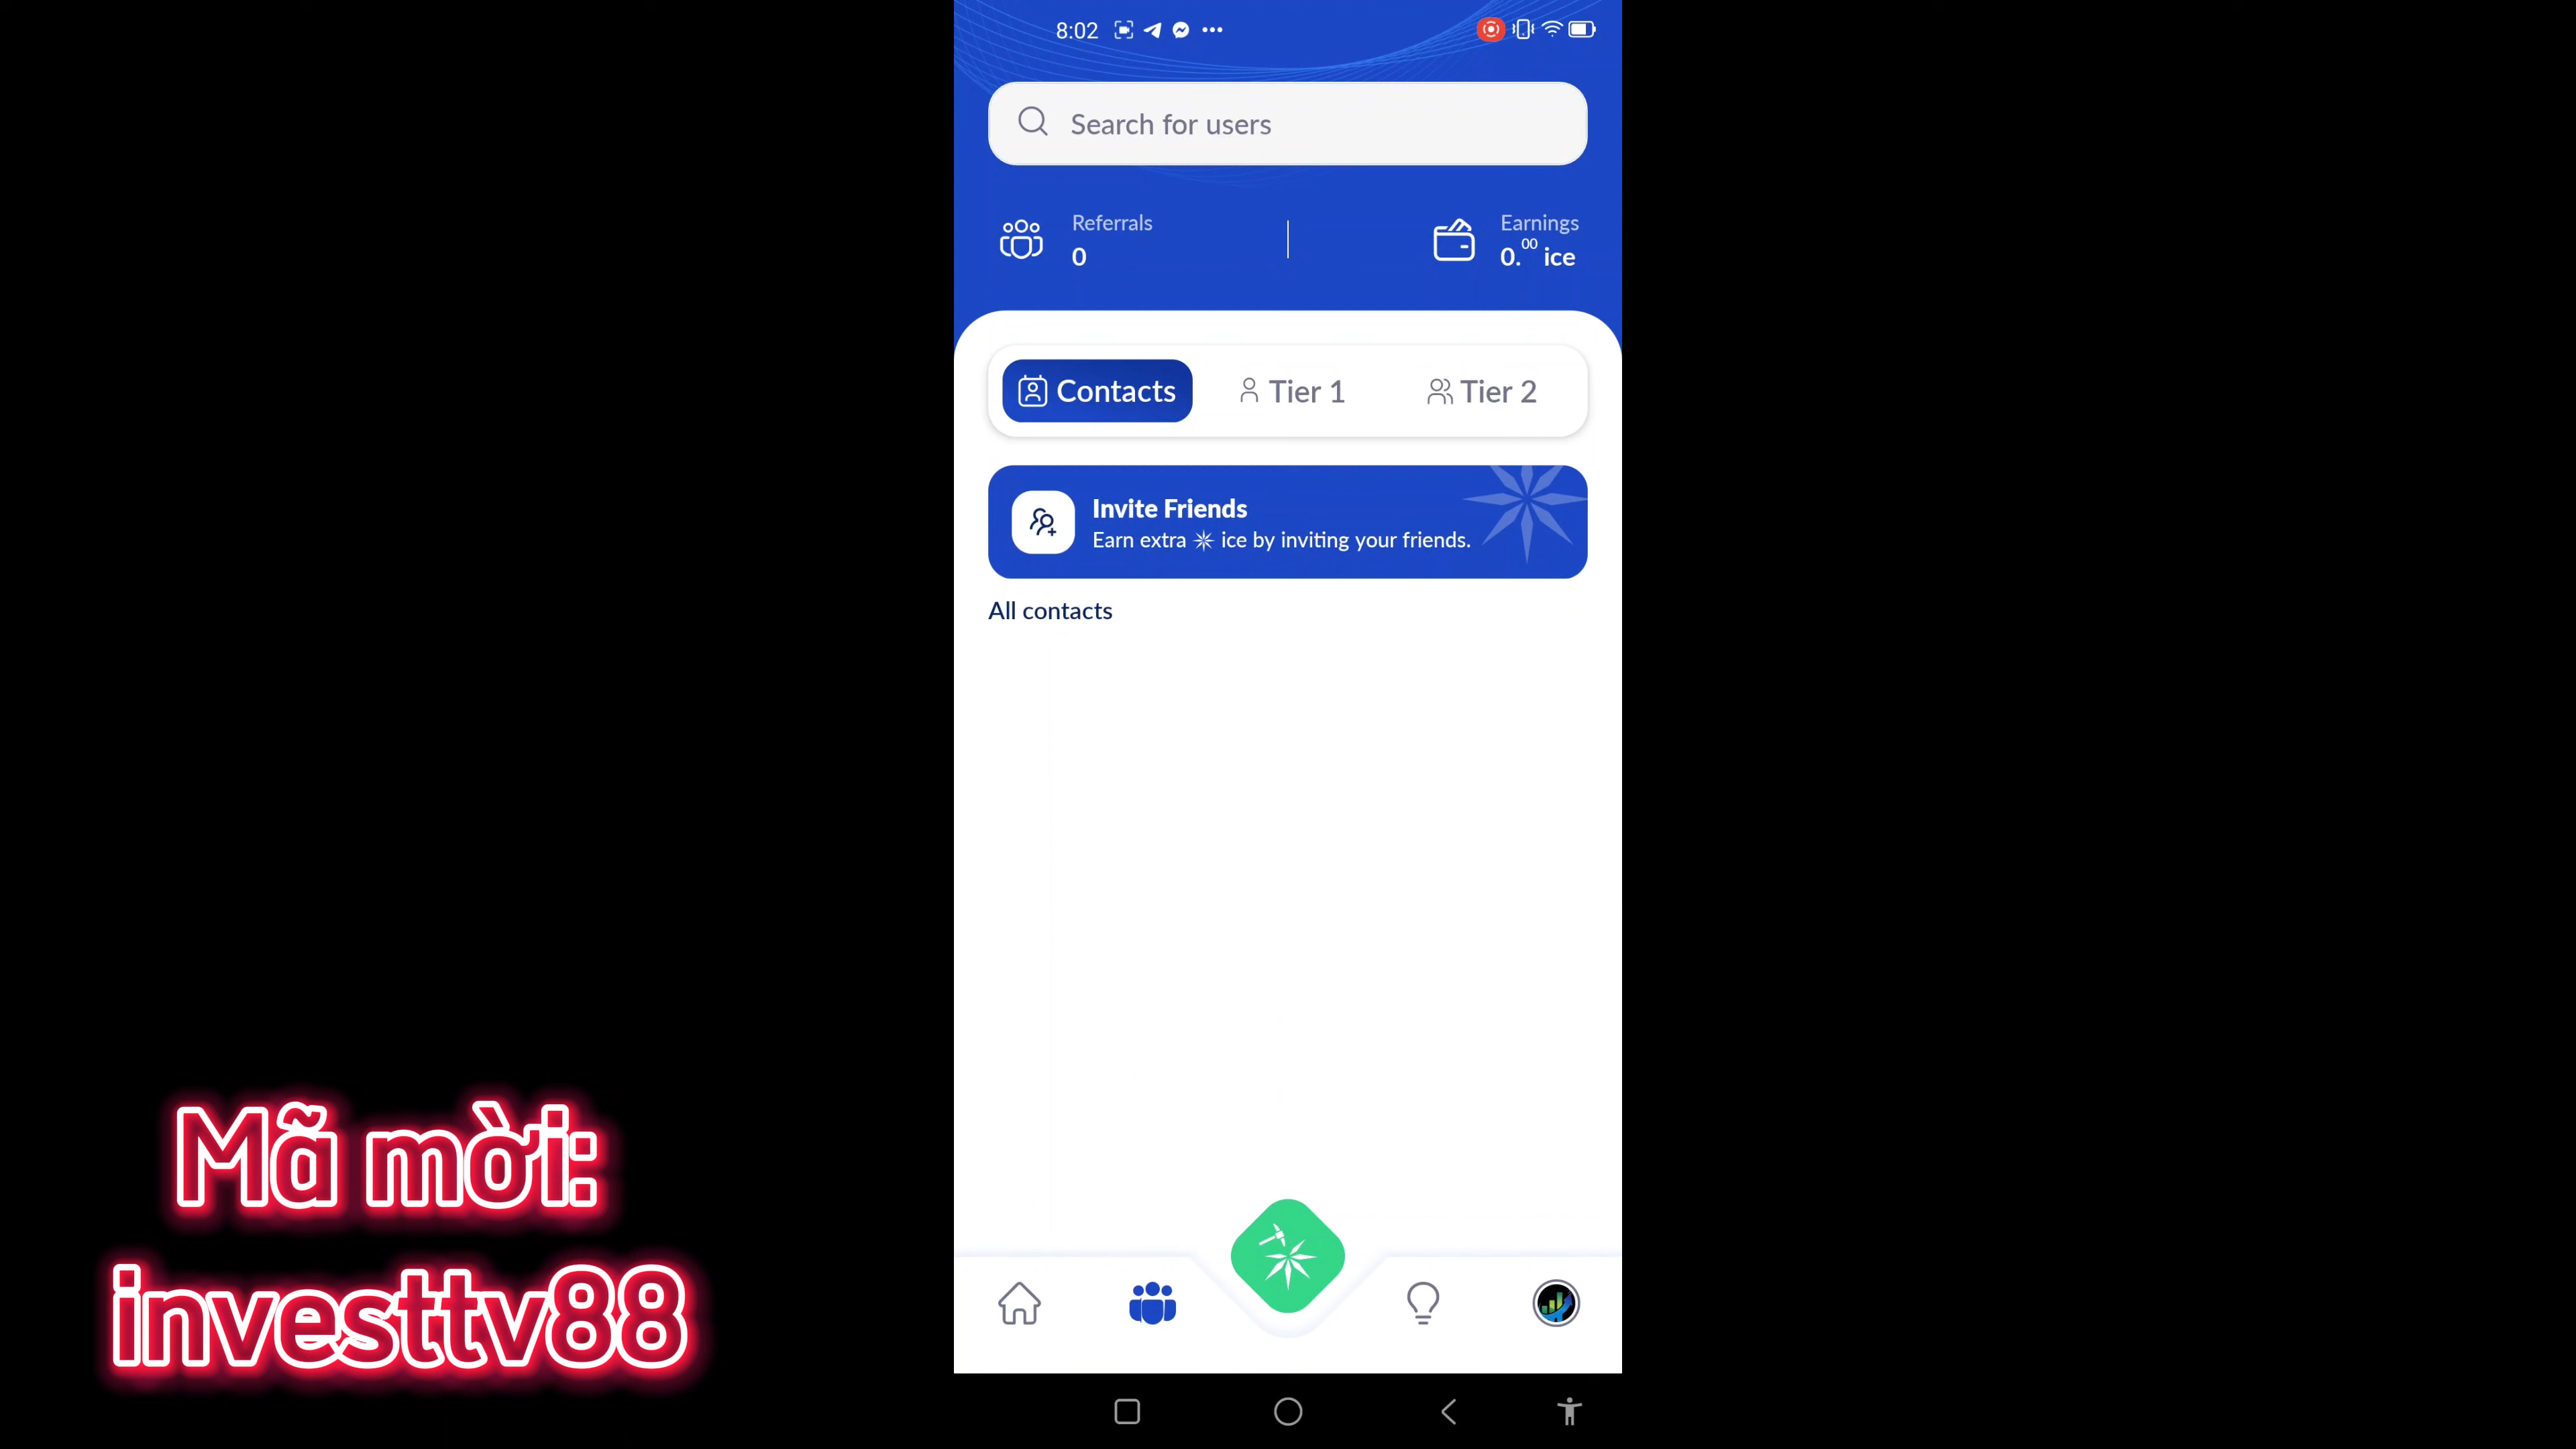 8:02
Search for users
Referrals
0
Earnings
0.00 ice
Contacts
Tier 1
Tier 2
Invite Friends
Earn extra ice by inviting your friends.
All contacts
Mã mời:
investtv88